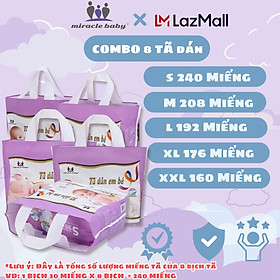 miracle baby × LM LazMall
COMBO 8 TÃ DÁN
S 240 MIẾNG
M 208 MIẾNG
L 192 MIẾNG
XL 176 MIẾNG
XXL 160 MIẾNG
Tã dán em bé
S
*LƯU Ý: ĐÂY LÀ TỔNG SỐ LƯỢNG MIẾNG TÃ CỦA 8 BỊCH TÃ
VD: 1 BỊCH 30 MIẾNG X 8 BỊCH = 240 MIẾNG